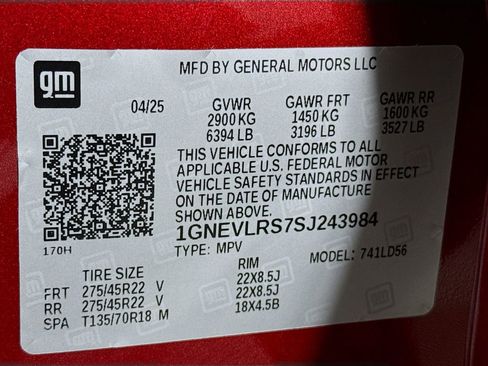 gm
MFD BY GENERAL MOTORS LLC
04/25 GVWR GAWR FRT GAWR RR
2900 KG 1450 KG 1600 KG
6394 LB 3196 LB 3527 LB
THIS VEHICLE CONFORMS TO ALL
APPLICABLE U.S. FEDERAL MOTOR
VEHICLE SAFETY STANDARDS IN EFFECT
ON THE DATE OF MANUFACTURE
SHOWN ABOVE.
1GNEVLRS7SJ243984
170H TYPE: MPV MODEL: 741LD56
TIRE SIZE RIM
FRT 275/45R22 V 22X8.5J
RR 275/45R22 V 22X8.5J
SPA T135/70R18 M 18X4.5B